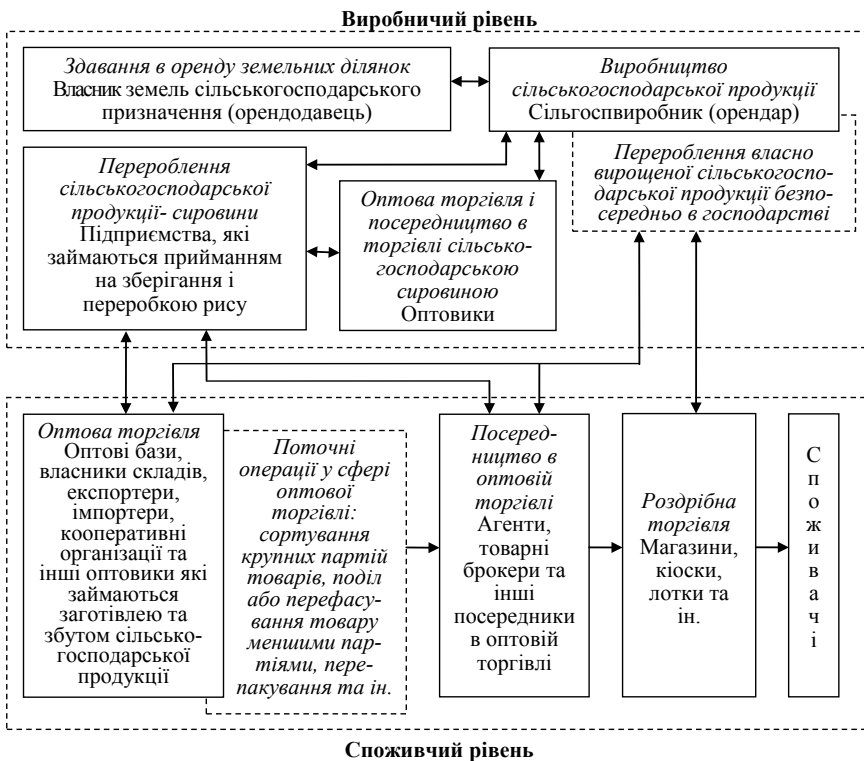 Виробничий рівень
Здавання в оренду земельних ділянок
Власник земель сільськогосподарського
призначення (орендодавець)
Виробництво
сільськогосподарської продукції
Сільгоспвиробник (орендар)
Перероблення власно
вирощеної сільськогоспо-
дарської продукції безпо-
середньо в господарстві
Перероблення
сільськогосподарської
продукції- сировини
Підприємства, які
займаються прийманням
на зберігання і
переробкою рису
Оптова торгівля і
посередництво в
торгівлі сільсько-
господарською
сировиною
Оптовики
Оптова торгівля
Оптові бази,
власники складів,
експортери,
імпортери,
кооперативні
організації та
інші оптовики які
займаються
заготівлею та
збутом сільсько-
господарської
продукції
Поточні
операції у сфері
оптової
торгівлі:
сортування
крупних партій
товарів, поділ
або перефасу-
вання товару
меншими пар-
тіями, пере-
пакування та ін.
Посеред-
ництво в
оптовій
торгівлі
Агенти,
товарні
брокери та
інші
посередники
в оптовій
торгівлі
Роздрібна
торгівля
Магазини,
кіоски,
лотки та
ін.
С
п
о
ж
и
в
а
ч
і
Споживчий рівень